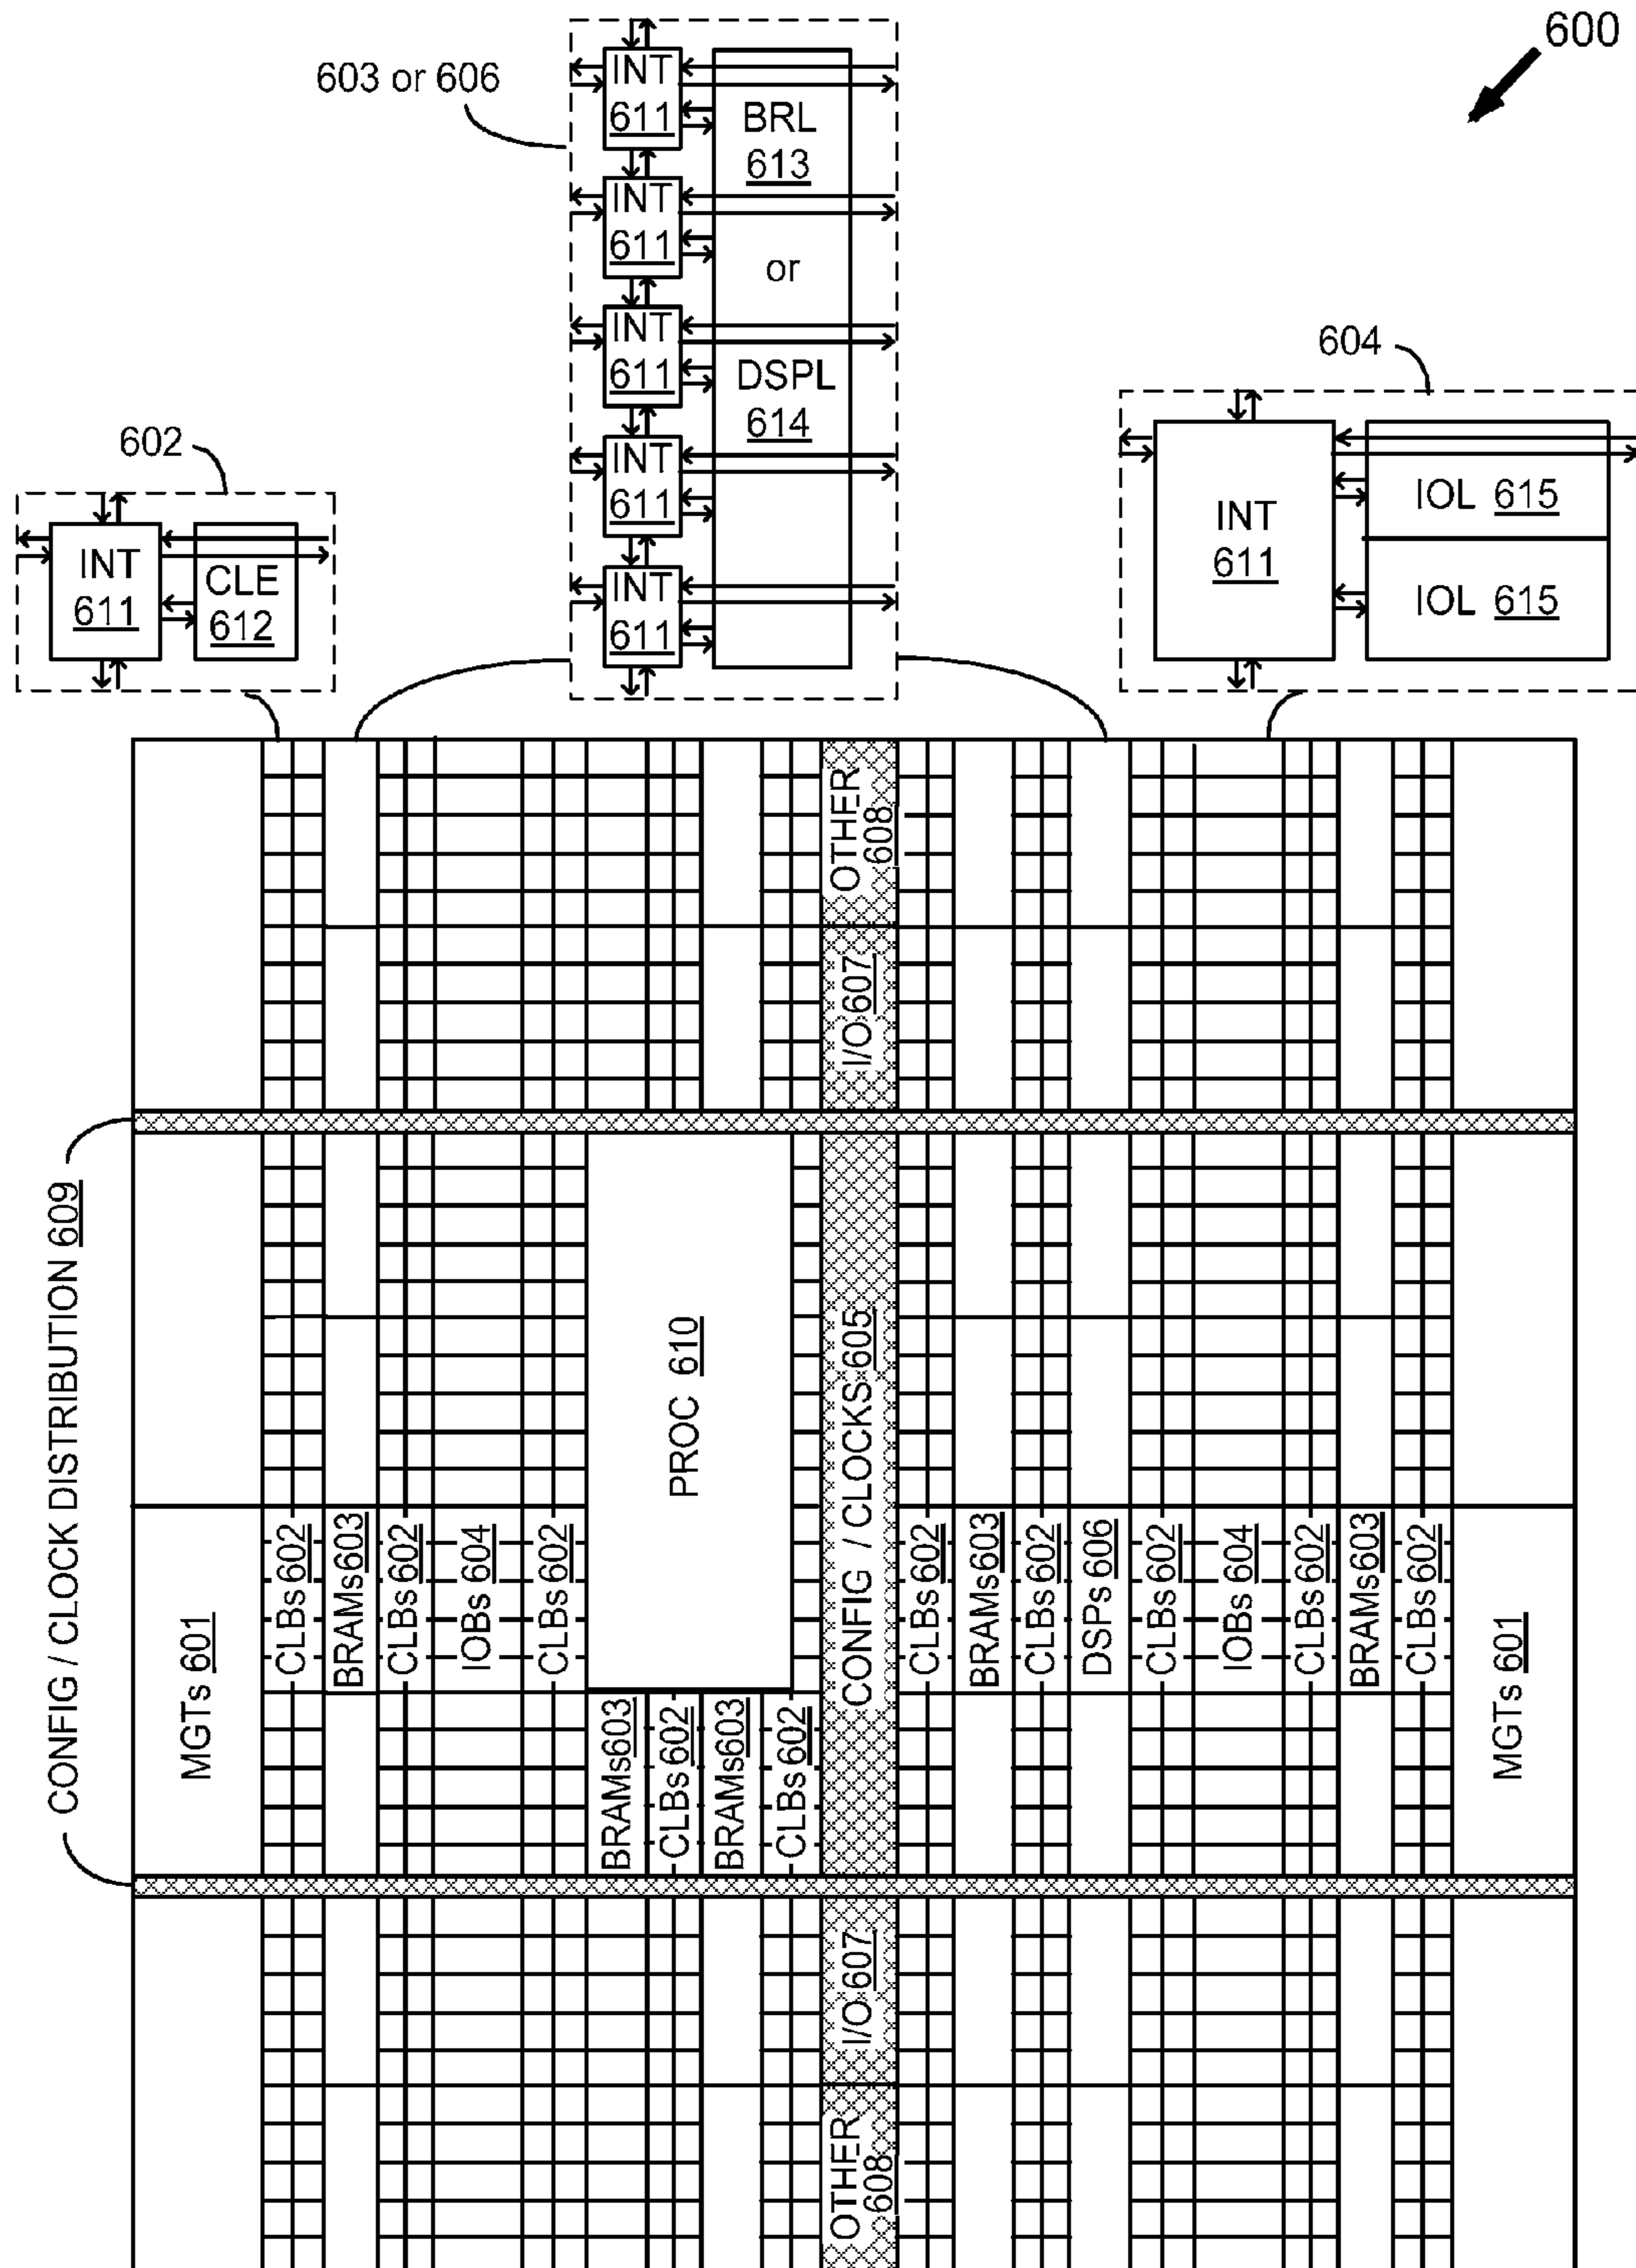 600
603 or 606
INT
611
INT
611
INT
611
INT
611
INT
611
BRL
613
or
DSPL
614
604
INT
611
IOL 615
IOL 615
602
INT
611
CLE
612
OTHER
608
I/O 607
CONFIG / CLOCK DISTRIBUTION 609
PROC 610
CONFIG / CLOCKS 605
MGTs 601
CLBs 602
BRAMs 603
CLBs 602
IOBs 604
CLBs 602
BRAMs 603
CLBs 602
BRAMs 603
CLBs 602
CLBs 602
BRAMs 603
CLBs 602
DSPs 606
CLBs 602
IOBs 604
CLBs 602
BRAMs 603
CLBs 602
MGTs 601
I/O 607
OTHER
608